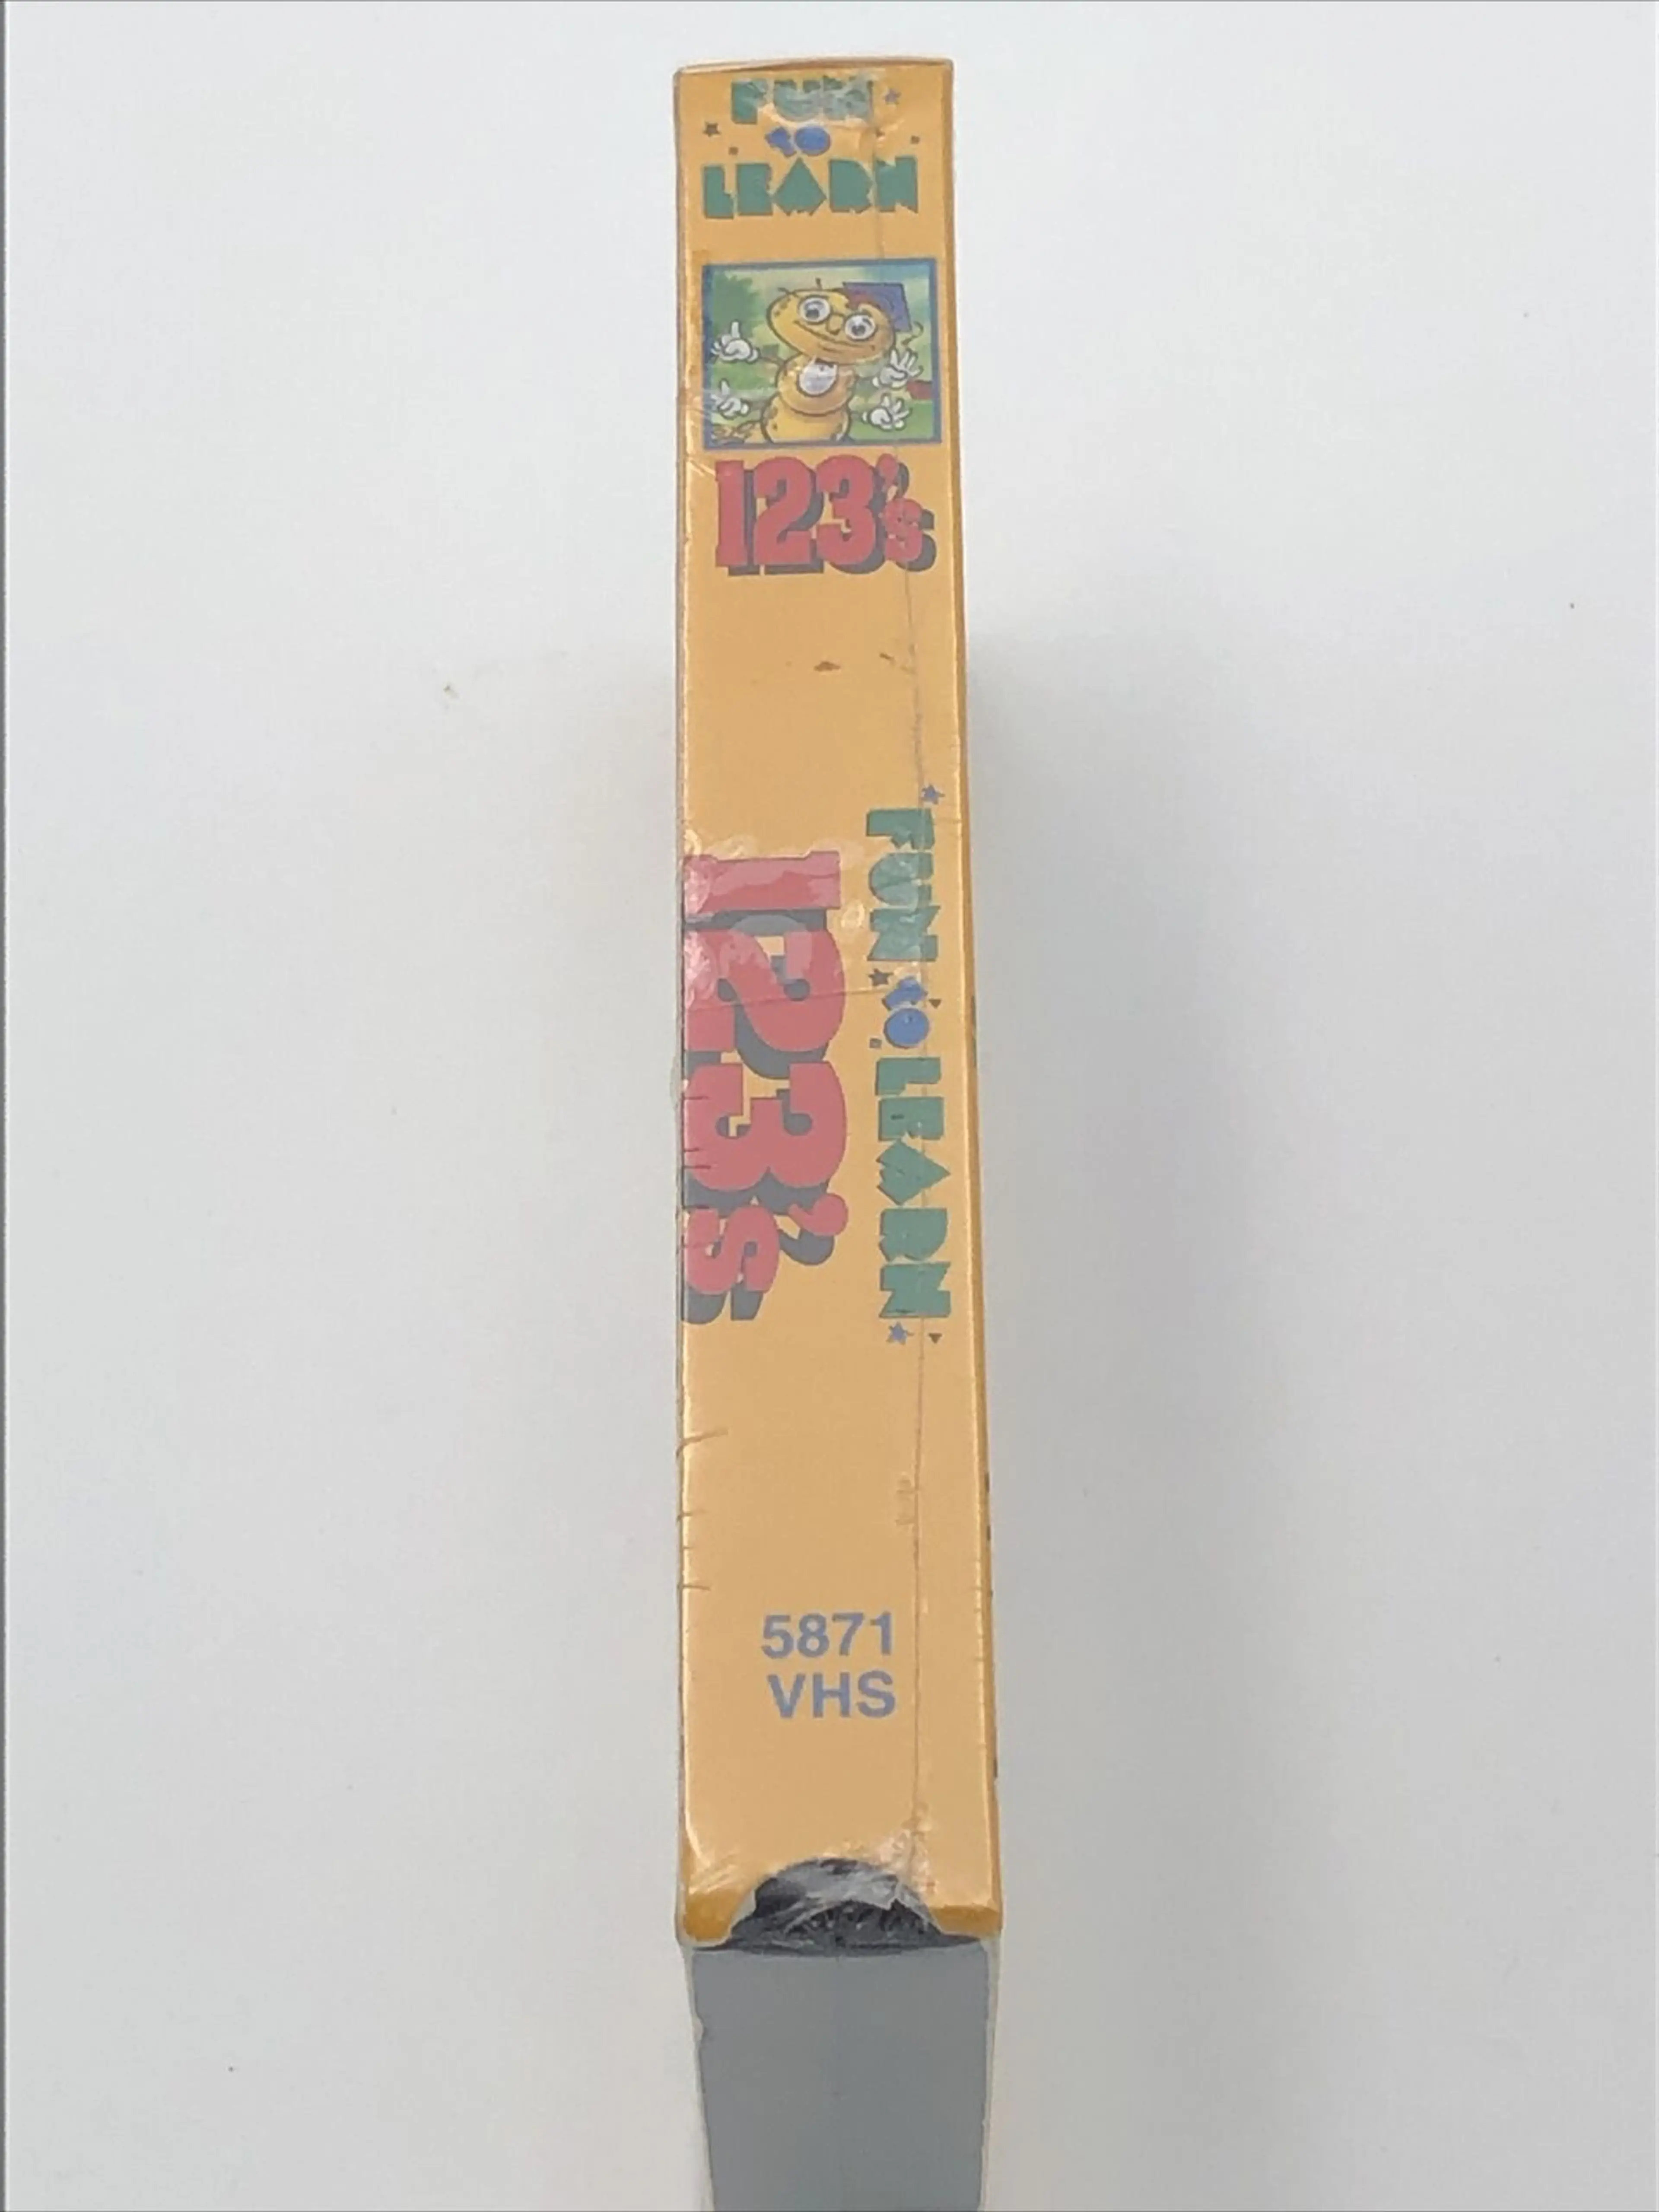 FUN
to
LEARN
123's
FUN to LEARN
123's
5871
VHS